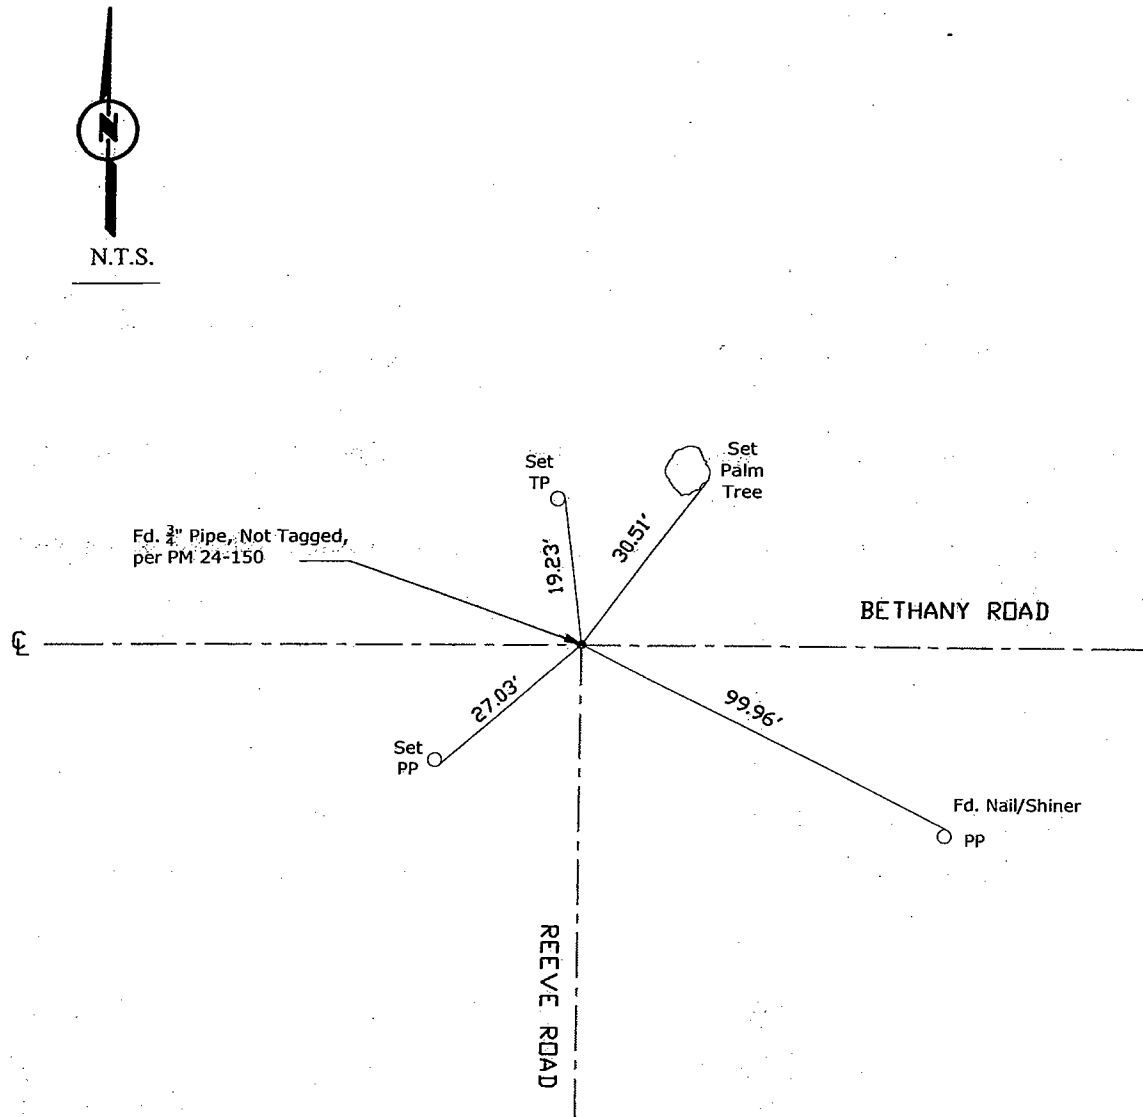 N
N.T.S.
Set
Palm
Tree
Set
TP
30.51'
19.23'
Fd. ¾" Pipe, Not Tagged,
per PM 24-150
BETHANY ROAD
℄
27.03'
99.96'
Set
PP
Fd. Nail/Shiner
PP
REEVE ROAD